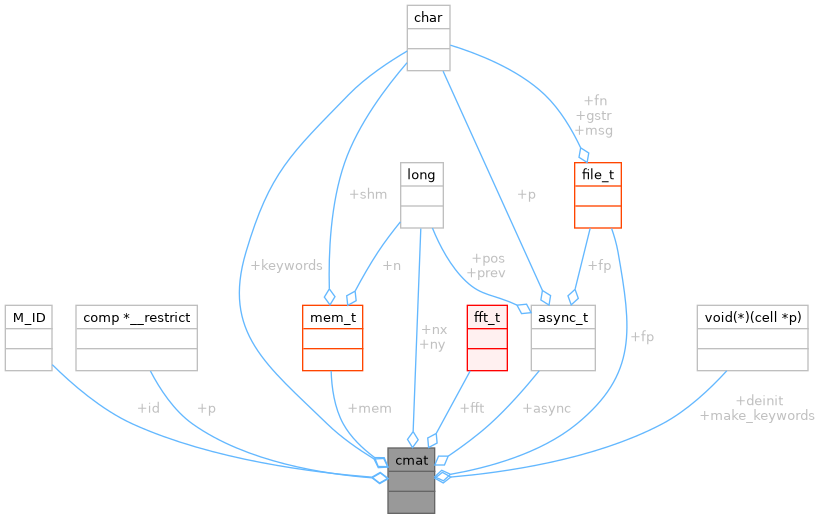 char
+fn
+gstr
+msg
long
file_t
+shm
+p
+keywords
+n
+pos
+prev
+fp
M_ID
comp *__restrict
mem_t
fft_t
async_t
void(*)(cell *p)
+nx
+ny
+fp
+id
+p
+mem
+fft
+async
+deinit
+make_keywords
cmat